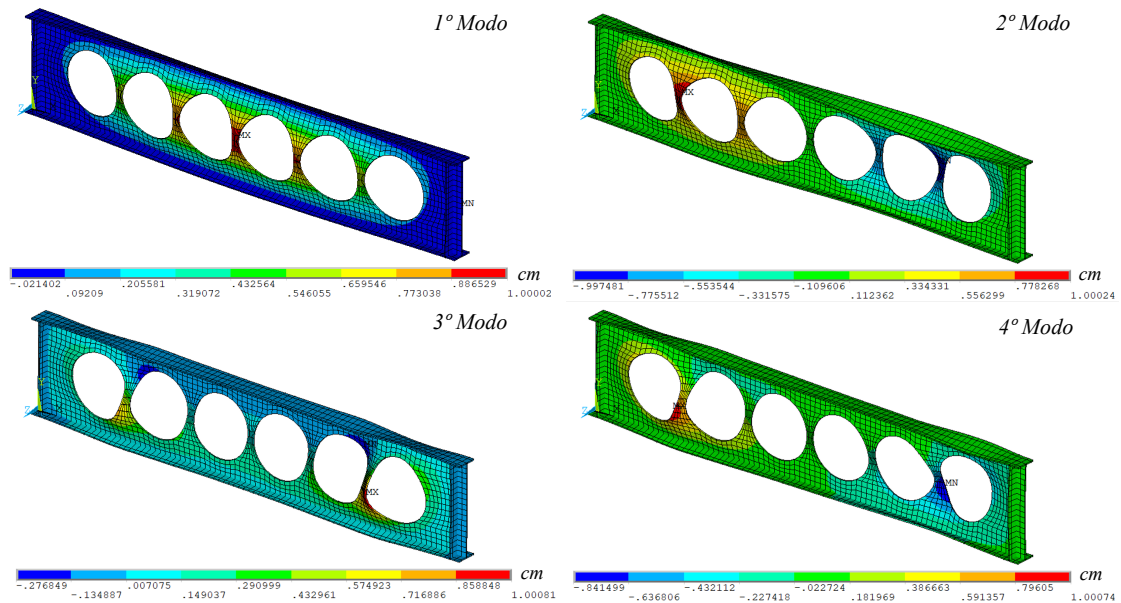 1º Modo
Y
Z
MX
MN
cm
-.021402 .205581 .432564 .659546 .886529
.09209 .319072 .546055 .773038 1.00002
2º Modo
Y
Z
MX
cm
-.997481 -.553544 -.109606 .334331 .778268
-.775512 -.331575 .112362 .556299 1.00024
3º Modo
Y
Z
MX
cm
-.276849 .007075 .290999 .574923 .858848
-.134887 .149037 .432961 .716886 1.00081
4º Modo
Y
Z
MN
cm
-.841499 -.432112 -.022724 .386663 .79605
-.636806 -.227418 .181969 .591357 1.00074